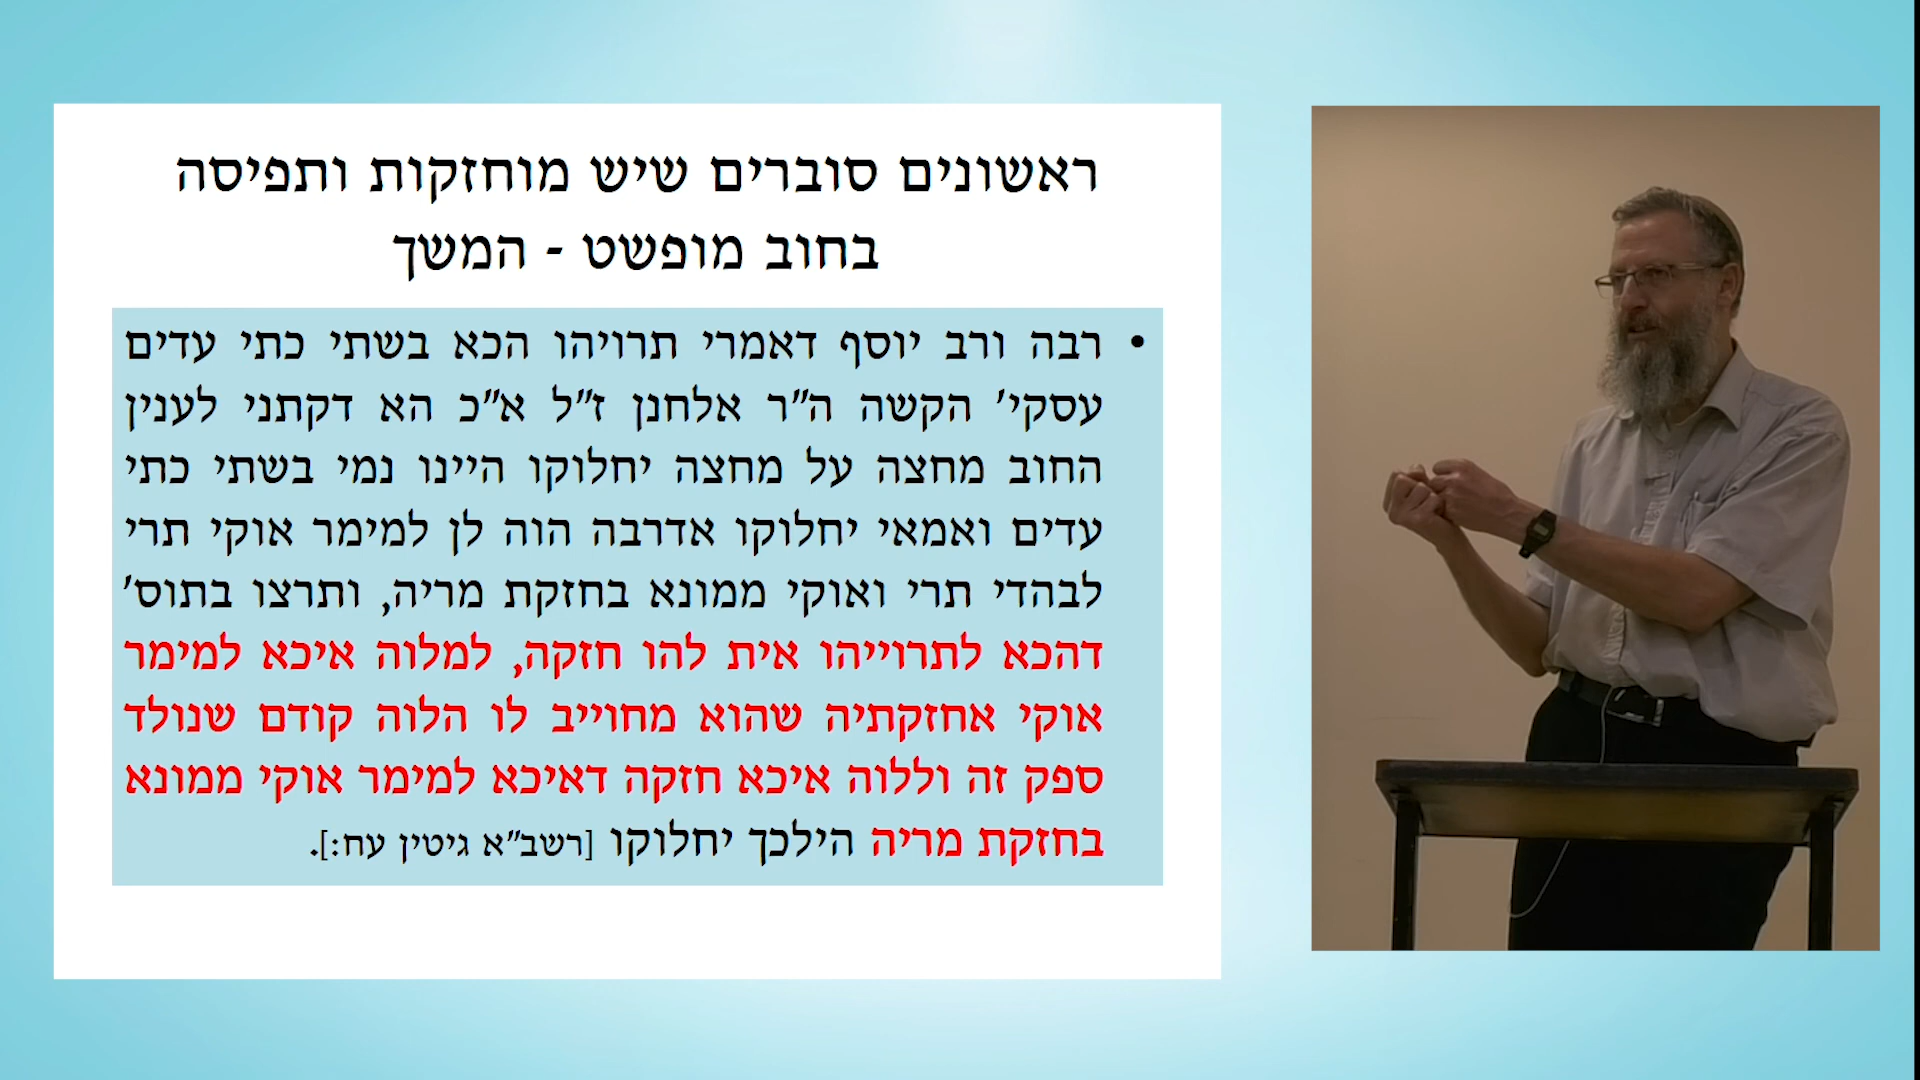 ראשונים סוברים שיש מוחזקות ותפיסה
בחוב מופשט - המשך
• רבה ורב יוסף דאמרי תרויהו הכא בשתי כתי עדים
עסקי' הקשה ה"ר אלחנן ז"ל א"כ הא דקתני לענין
החוב מחצה על מחצה יחלוקו היינו נמי בשתי כתי
עדים ואמאי יחלוקו אדרבה הוה לן למימר אוקי תרי
לבהדי תרי ואוקי ממונא בחזקת מריה, ותרצו בתוס'
דהכא לתרוייהו אית להו חזקה, למלוה איכא למימר
אוקי אחזקתיה שהוא מחוייב לו הלוה קודם שנולד
ספק זה וללוה איכא חזקה דאיכא למימר אוקי ממונא
בחזקת מריה הילכך יחלוקו [רשב"א גיטין עח:].